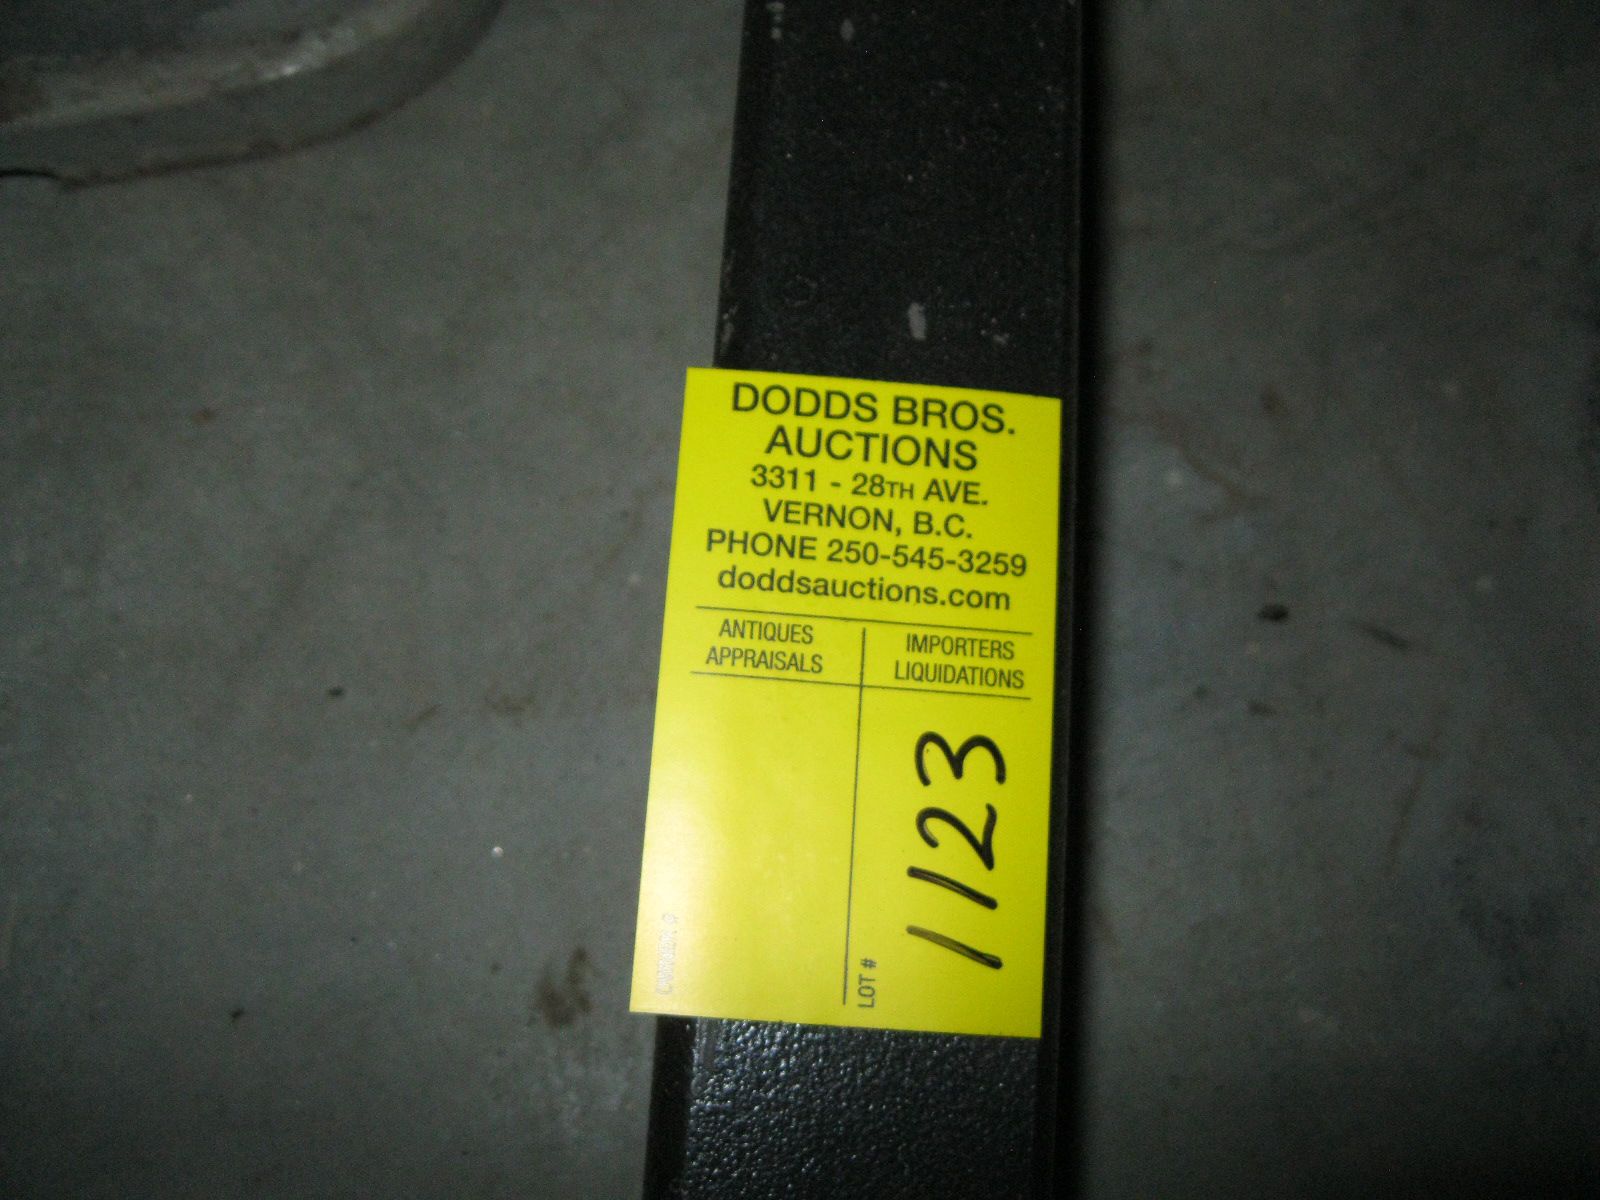 DODDS BROS.
AUCTIONS
3311 - 28TH AVE.
VERNON, B.C.
PHONE 250-545-3259
doddsauctions.com
ANTIQUES
APPRAISALS
IMPORTERS
LIQUIDATIONS
LOT #
1123